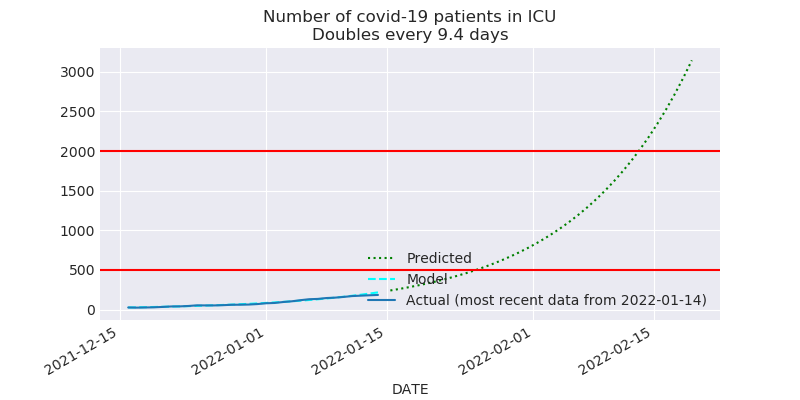 Number of covid-19 patients in ICU
Doubles every 9.4 days
3000
2500
2000
1500
1000
500
0
Predicted
Model
Actual (most recent data from 2022-01-14)
2021-12-15
2022-01-01
2022-01-15
2022-02-01
2022-02-15
DATE